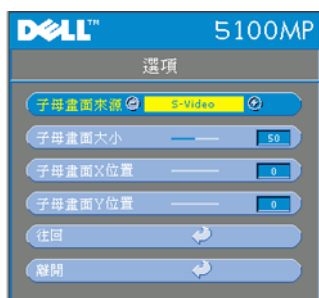 DELL™ 5100MP
選項
子母畫面來源 S-Video
子母畫面大小 50
子母畫面X位置 0
子母畫面Y位置 0
往回
離開